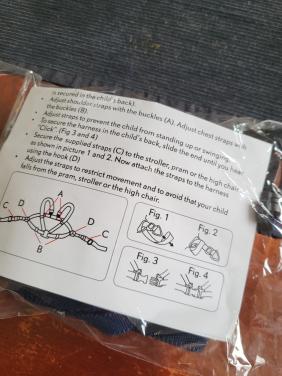 is secured in the child's back).
• Adjust shoulder straps with the buckles (A). Adjust chest straps with
the buckles (B).
• Adjust straps to prevent the child from standing up or swinging.
• To secure the harness in the child's back, slide the end until you hear
"Click". (Fig 3 and 4)
• Secure the supplied straps (C) to the stroller, pram or the high chair
as shown in picture 1 and 2. Now attach the straps to the harness
using the hook (D)
• Adjust the straps to restrict movement and to avoid that your child
falls from the pram, stroller or the high chair.
A
C D
D C
B
Fig. 1
Fig. 2
Fig. 3
Fig. 4